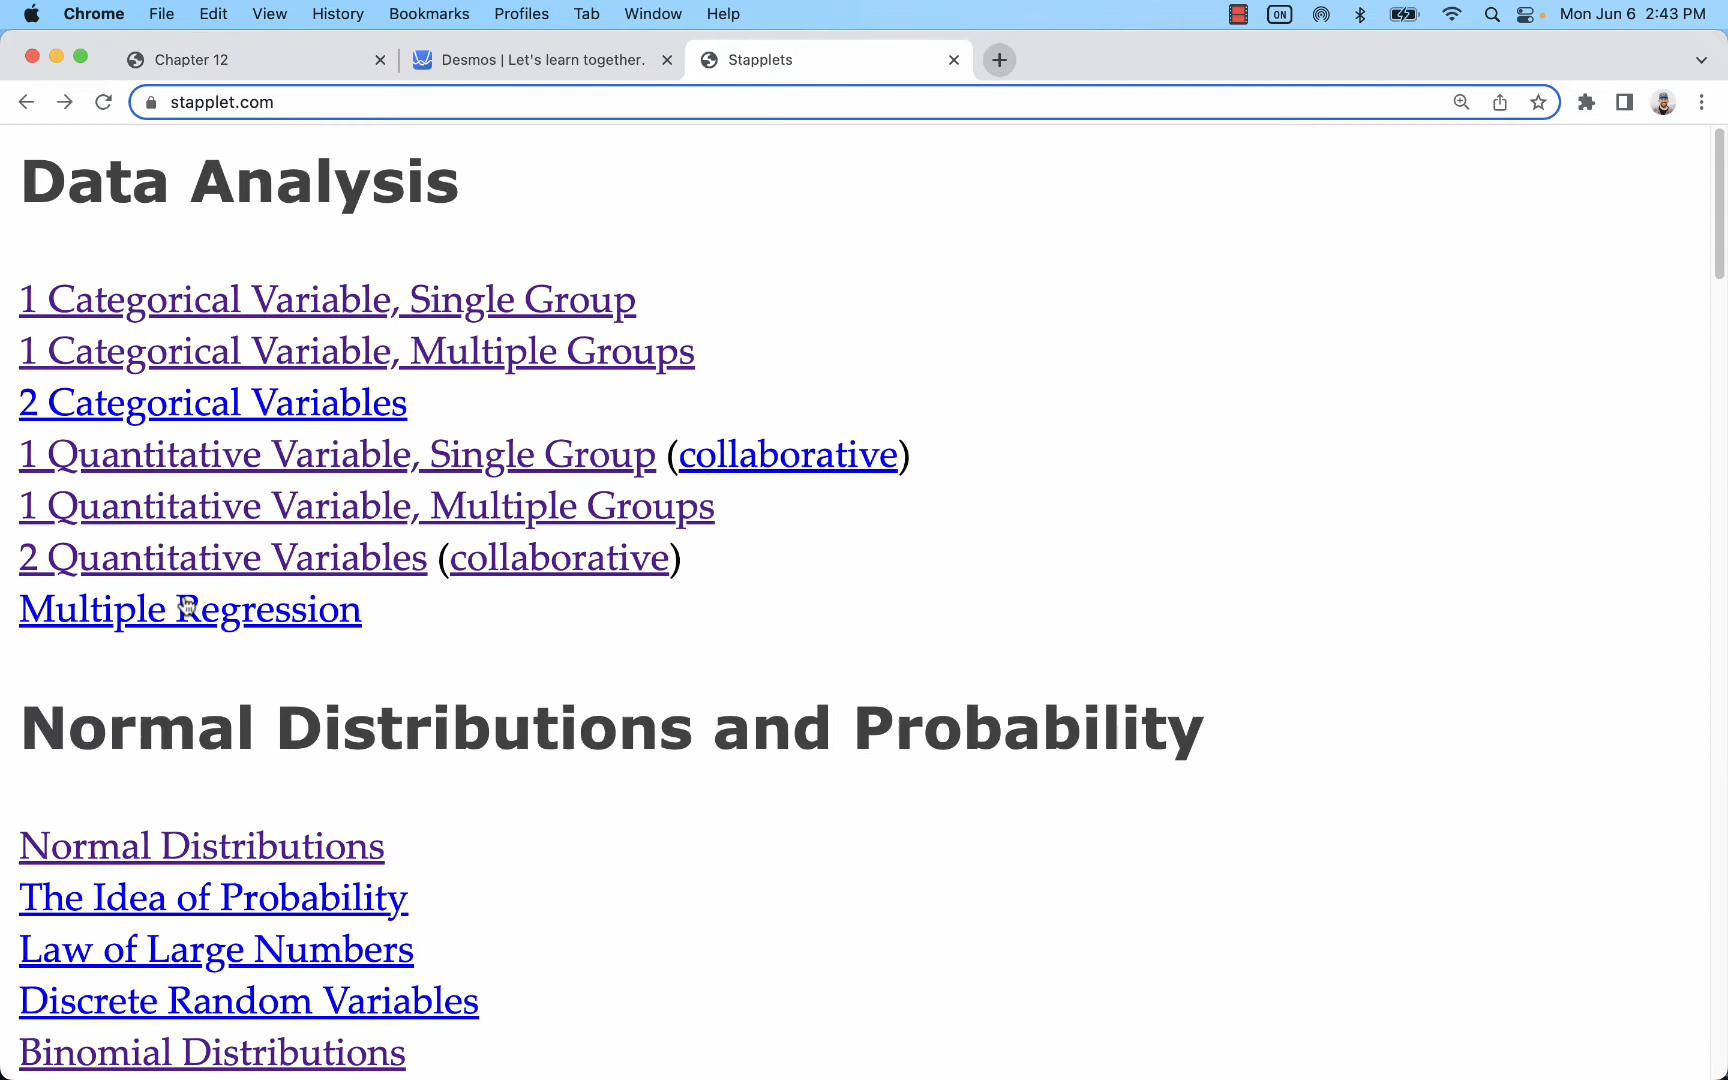 Chrome File Edit View History Bookmarks Profiles Tab Window Help ON Mon Jun 6 2:43 PM
Chapter 12 Desmos | Let's learn together. Stapplets
stapplet.com
Data Analysis
1 Categorical Variable, Single Group
1 Categorical Variable, Multiple Groups
2 Categorical Variables
1 Quantitative Variable, Single Group (collaborative)
1 Quantitative Variable, Multiple Groups
2 Quantitative Variables (collaborative)
Multiple Regression
Normal Distributions and Probability
Normal Distributions
The Idea of Probability
Law of Large Numbers
Discrete Random Variables
Binomial Distributions